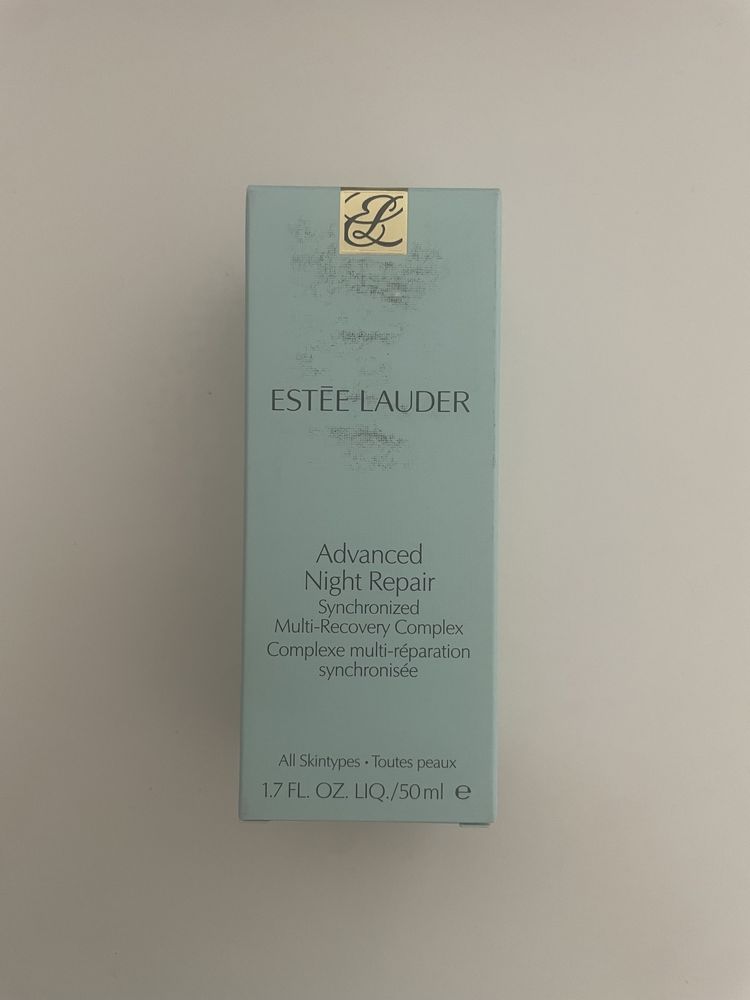 EL
ESTĒE LAUDER
Advanced
Night Repair
Synchronized
Multi-Recovery Complex
Complexe multi-réparation
synchronisée
All Skintypes • Toutes peaux
1.7 FL. OZ. LIQ./50 ml ℮